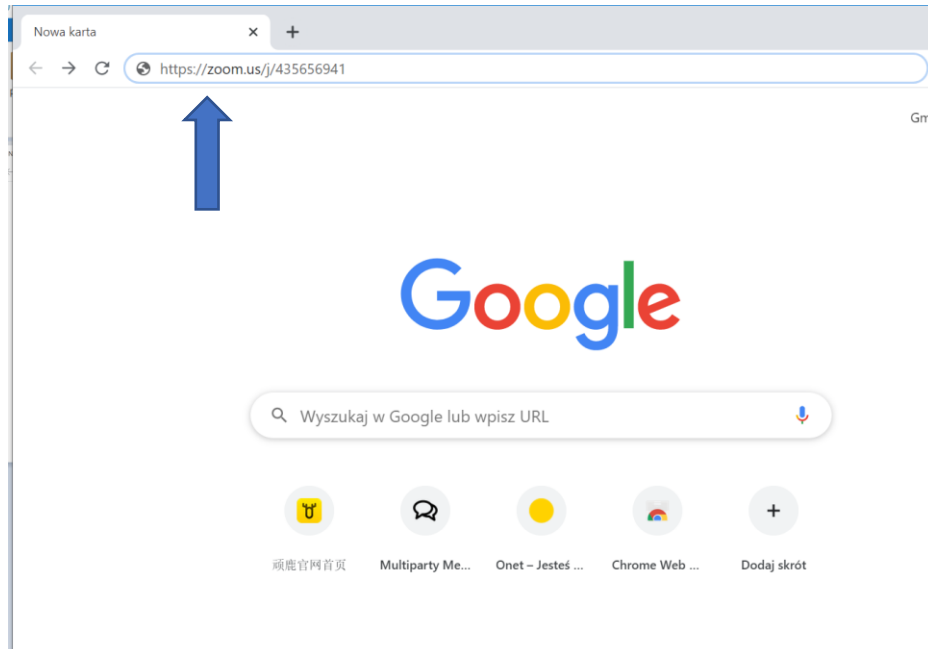 Nowa karta
https://zoom.us/j/435656941
Gm
Google
Wyszukaj w Google lub wpisz URL
顽鹿官网首页 Multiparty Me... Onet – Jesteś ... Chrome Web ... Dodaj skrót